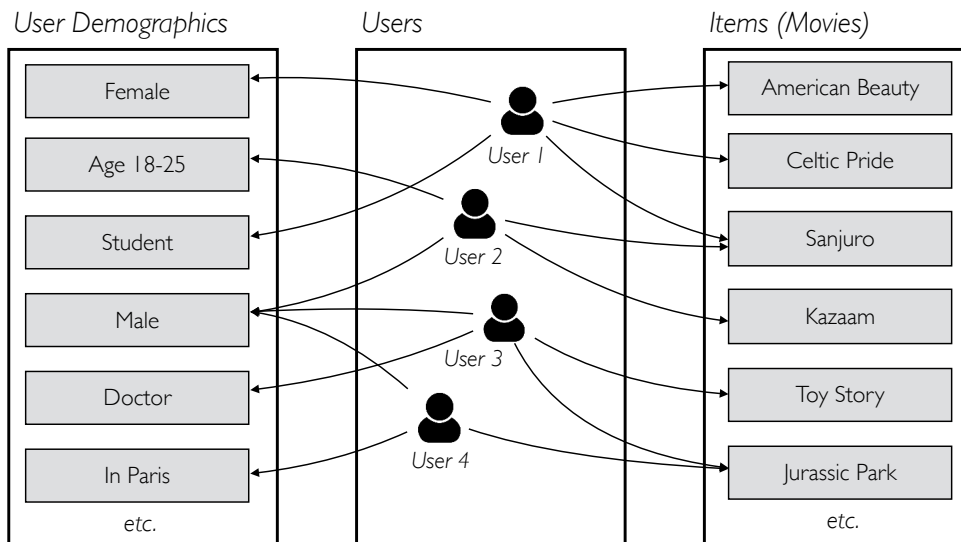 User Demographics
Users
Items (Movies)
Female
Age 18-25
Student
Male
Doctor
In Paris
etc.
User 1
User 2
User 3
User 4
American Beauty
Celtic Pride
Sanjuro
Kazaam
Toy Story
Jurassic Park
etc.